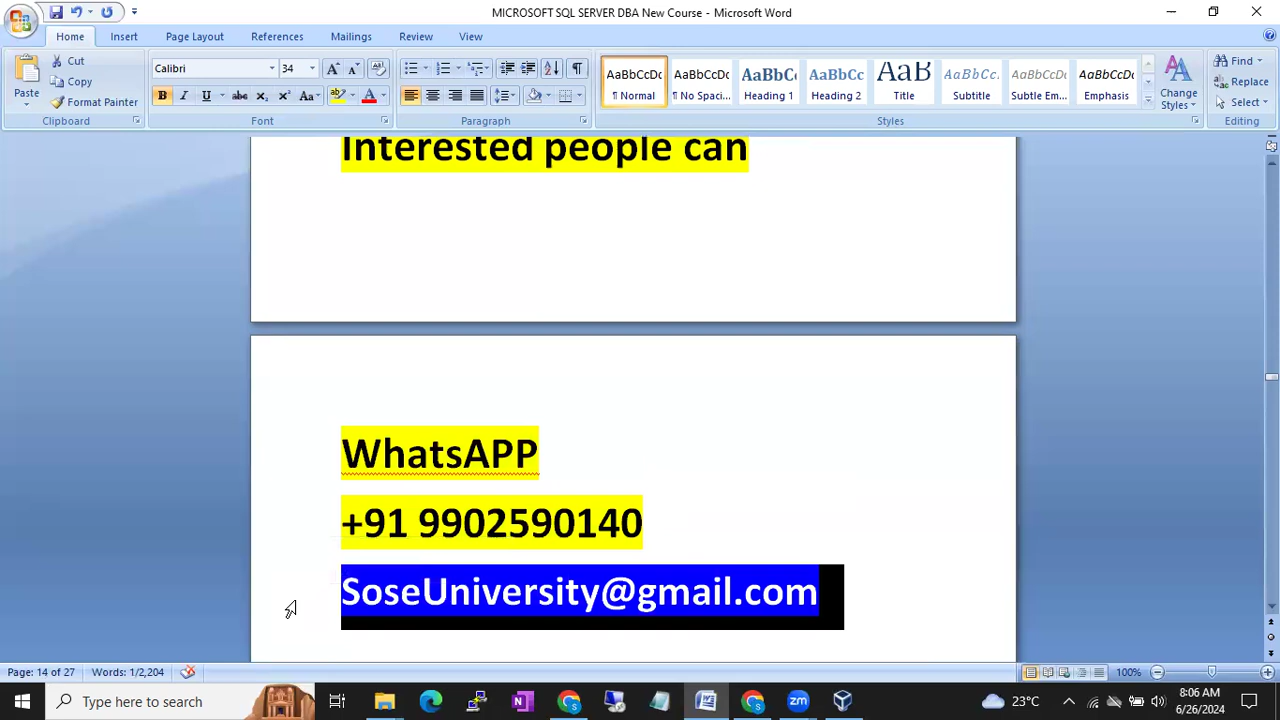 MICROSOFT SQL SERVER DBA New Course - Microsoft Word
Home Insert Page Layout References Mailings Review View
Paste
Cut
Copy
Format Painter
Clipboard
Calibri 34
B I U abc X₂ X² Aa
Font
Paragraph
AaBbCcDc AaBbCcDc AaBbCc AaBbCc AaB AaBbCc. AaBbCcDc AaBbCcDc
¶ Normal ¶ No Spaci... Heading 1 Heading 2 Title Subtitle Subtle Em... Emphasis
Change Styles
Styles
Find
Replace
Select
Editing
Interested people can
WhatsAPP
+91 9902590140
SoseUniversity@gmail.com
Page: 14 of 27 Words: 1/2,204 100%
Type here to search 23°C 8:06 AM
6/26/2024